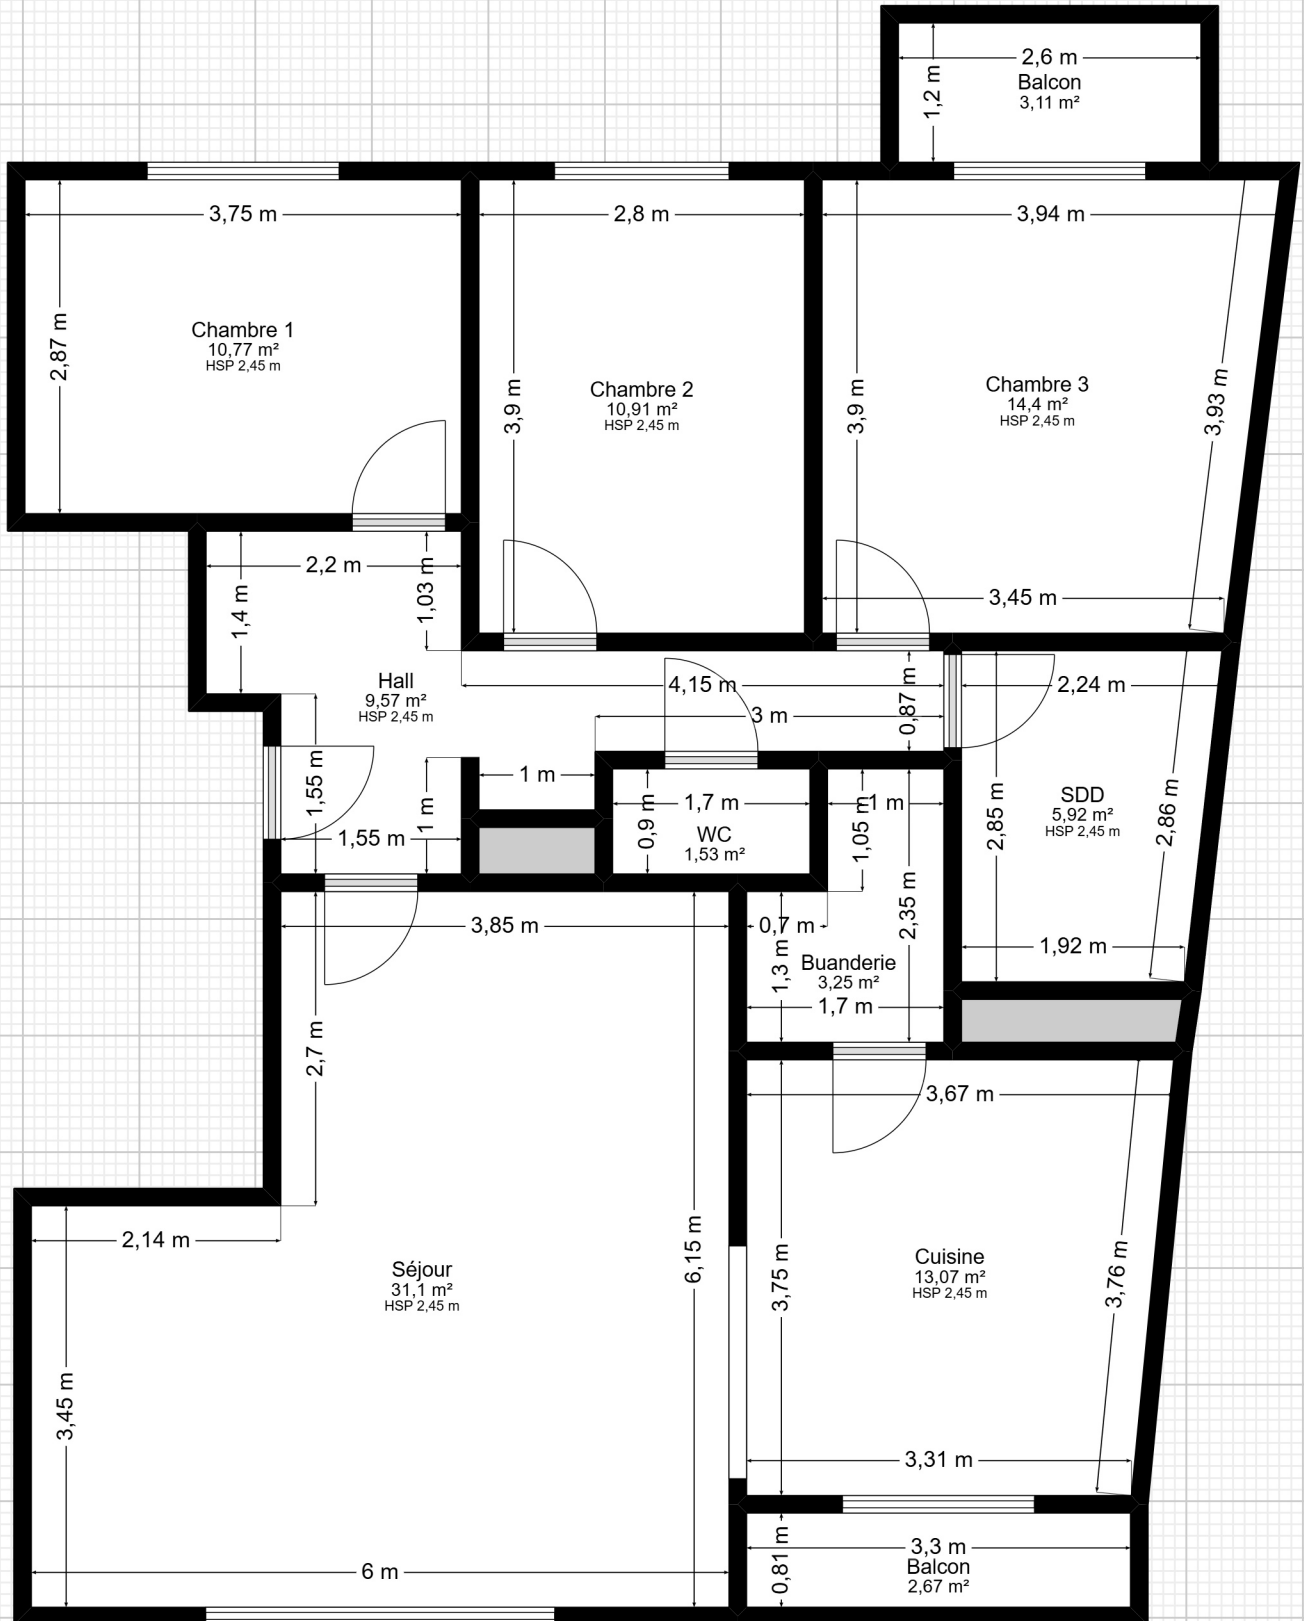 2,6 m
Balcon
3,11 m²
1,2 m
3,75 m
2,8 m
3,94 m
2,87 m
Chambre 1
10,77 m²
HSP 2,45 m
3,9 m
Chambre 2
10,91 m²
HSP 2,45 m
3,9 m
Chambre 3
14,4 m²
HSP 2,45 m
3,93 m
2,2 m
1,4 m
1,03 m
3,45 m
Hall
9,57 m²
HSP 2,45 m
4,15 m
3 m
0,87 m
2,24 m
1,55 m
1 m
1 m
1,55 m
0,9 m
1,7 m
WC
1,53 m²
1,05 m
1 m
2,85 m
SDD
5,92 m²
HSP 2,45 m
2,86 m
3,85 m
0,7 m
2,35 m
1,92 m
1,3 m
Buanderie
3,25 m²
1,7 m
2,7 m
3,67 m
2,14 m
6,15 m
Séjour
31,1 m²
HSP 2,45 m
3,75 m
Cuisine
13,07 m²
HSP 2,45 m
3,76 m
3,45 m
3,31 m
6 m
0,81 m
3,3 m
Balcon
2,67 m²